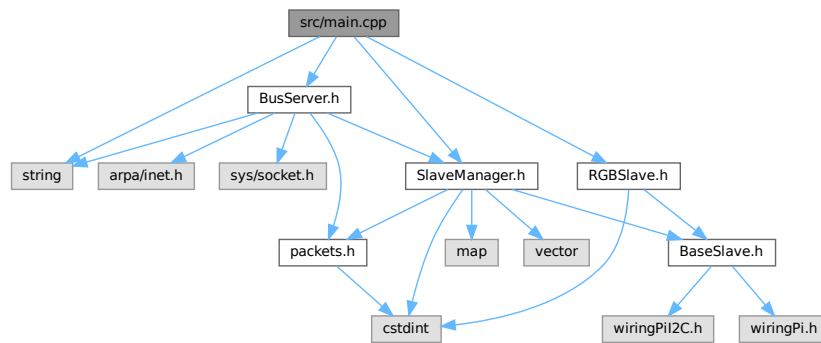 src/main.cpp
BusServer.h
string
arpa/inet.h
sys/socket.h
SlaveManager.h
RGBSlave.h
packets.h
map
vector
BaseSlave.h
cstdint
wiringPiI2C.h
wiringPi.h